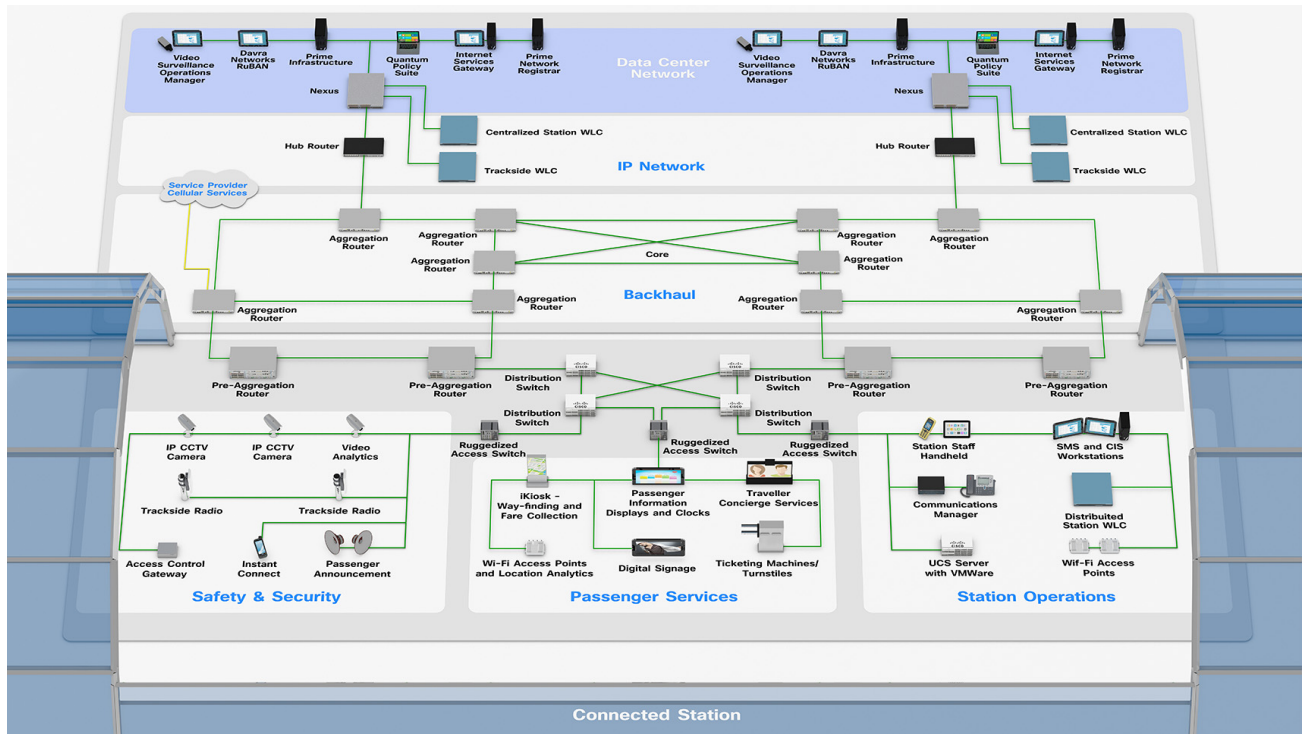 Video
Surveillance
Operations
Manager
Davra
Networks
RuBAN
Prime
Infrastructure
Quantum
Policy
Suite
Internet
Services
Gateway
Prime
Network
Registrar
Data Center
Network
Video
Surveillance
Operations
Manager
Davra
Networks
RuBAN
Prime
Infrastructure
Quantum
Policy
Suite
Internet
Services
Gateway
Prime
Network
Registrar
Nexus
Nexus
Centralized Station WLC
Centralized Station WLC
Hub Router
Hub Router
Trackside WLC
IP Network
Trackside WLC
Service Provider
Cellular Services
Aggregation
Router
Aggregation
Router
Aggregation
Router
Aggregation
Router
Aggregation
Router
Core
Aggregation
Router
Backhaul
Aggregation
Router
Aggregation
Router
Aggregation
Router
Aggregation
Router
Pre-Aggregation
Router
Pre-Aggregation
Router
CISCO
Distribution
Switch
CISCO
Distribution
Switch
Pre-Aggregation
Router
Pre-Aggregation
Router
CISCO
Distribution
Switch
CISCO
Distribution
Switch
IP CCTV
Camera
IP CCTV
Camera
Video
Analytics
Ruggedized
Access Switch
Ruggedized
Access Switch
Ruggedized
Access Switch
Station Staff
Handheld
SMS and CIS
Workstations
Trackside Radio
Trackside Radio
iKiosk -
Way-finding and
Fare Collection
Passenger
Information
Displays and Clocks
Traveller
Concierge Services
Communications
Manager
Distribuited
Station WLC
Access Control
Gateway
Instant
Connect
Passenger
Announcement
Wi-Fi Access Points
and Location Analytics
Digital Signage
Ticketing Machines/
Turnstiles
CISCO
UCS Server
with VMWare
Wif-Fi Access
Points
Safety & Security
Passenger Services
Station Operations
Connected Station